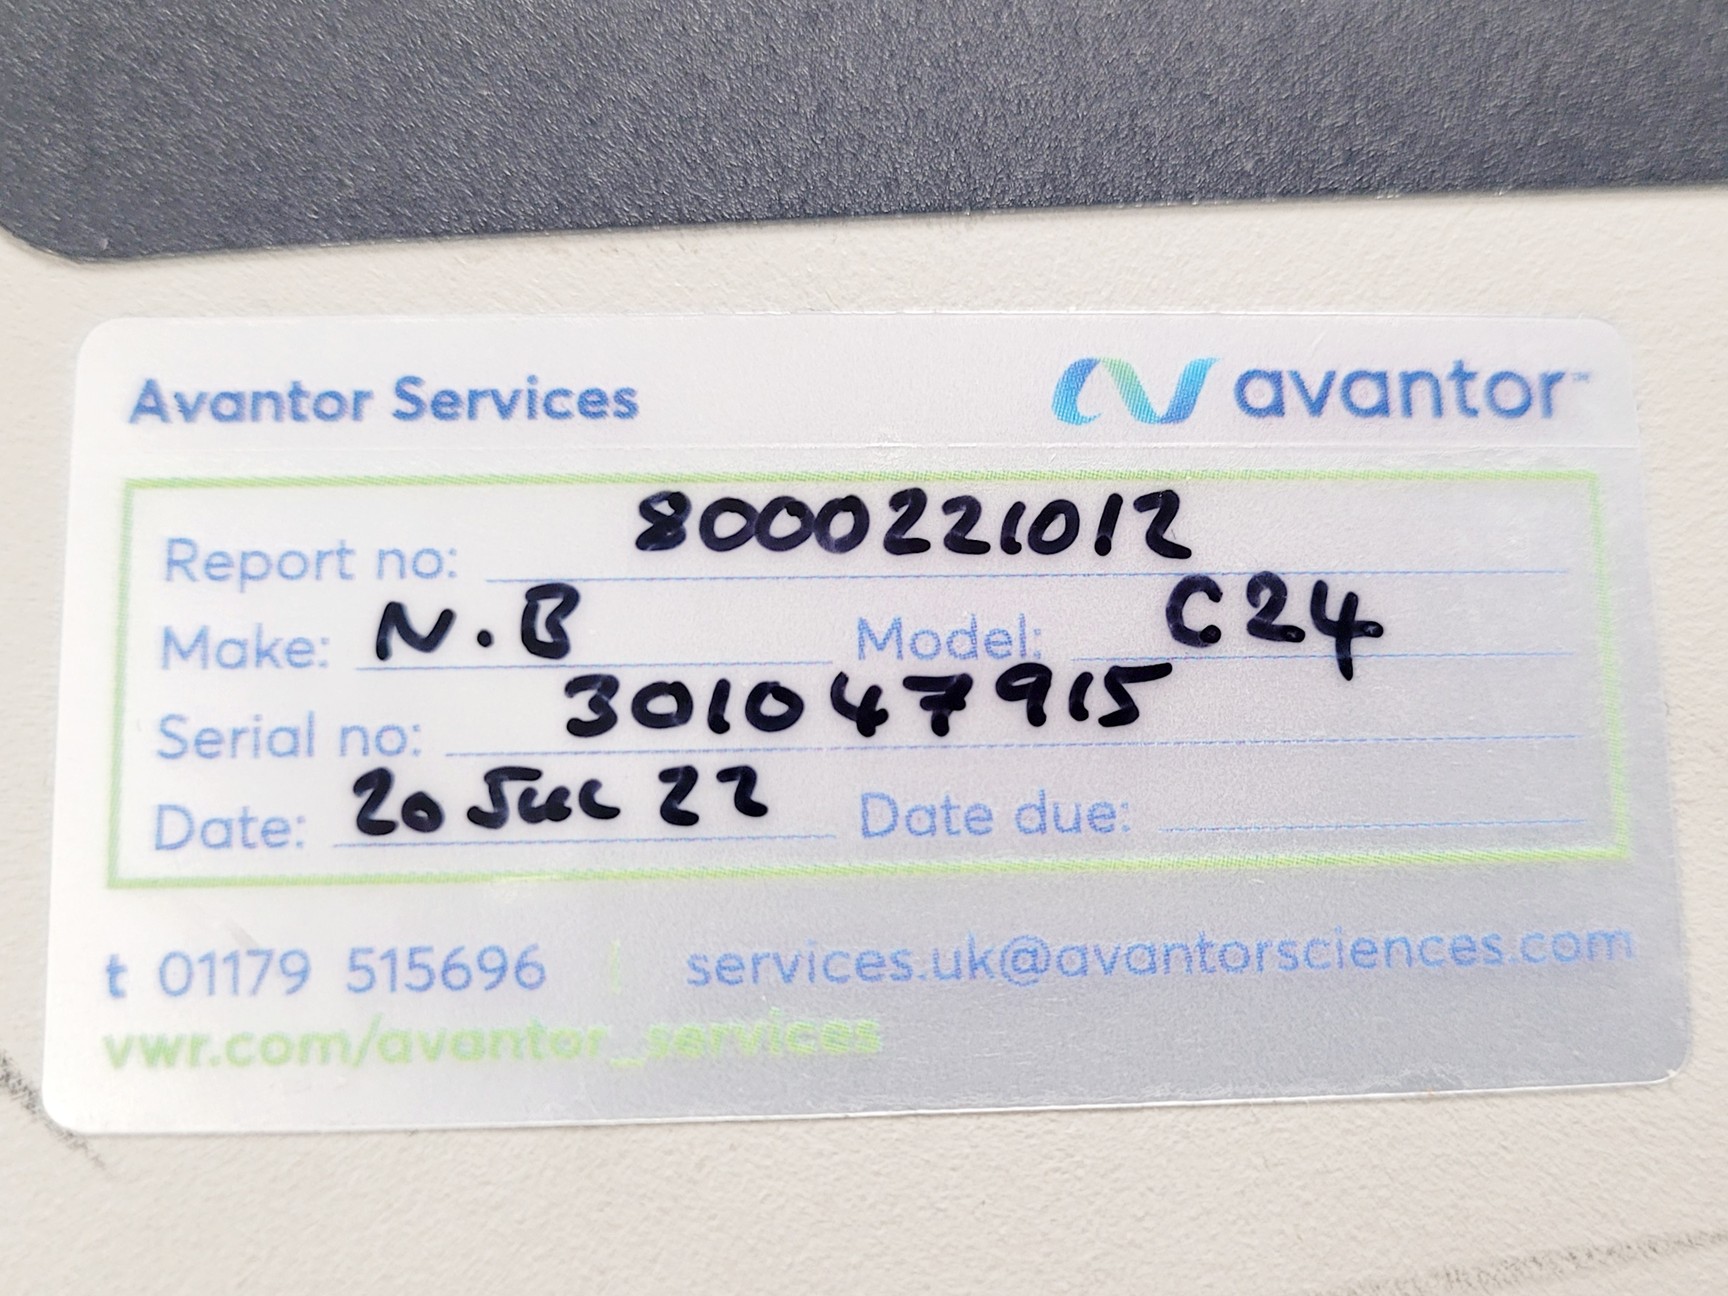 Avantor Services avantor™
Report no: 8000221012
Make: N.B Model: C24
Serial no: 301047915
Date: 20 Jul 22 Date due:
t 01179 515696 | services.uk@avantorsciences.com
vwr.com/avantor_services